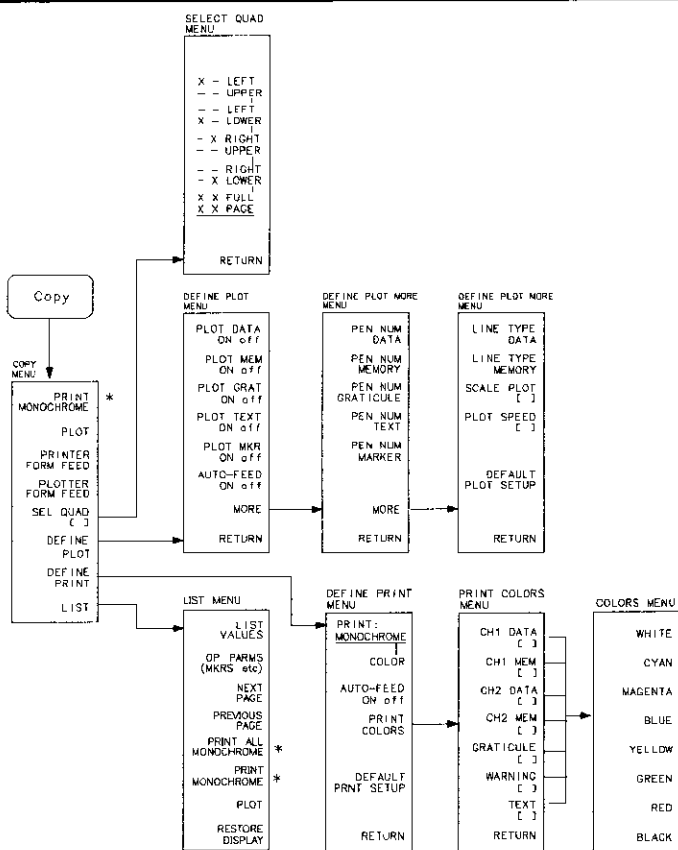 SELECT QUAD
MENU
X - LEFT
- - UPPER
- - LEFT
X - LOWER
- X RIGHT
- - UPPER
- - RIGHT
- X LOWER
X X FULL
X X PAGE
RETURN
Copy
COPY
MENU
PRINT
MONOCHROME *
PLOT
PRINTER
FORM FEED
PLOTTER
FORM FEED
SEL QUAD
[ ]
DEFINE
PLOT
DEFINE
PRINT
LIST
DEFINE PLOT
MENU
PLOT DATA
ON off
PLOT MEM
ON off
PLOT GRAT
ON off
PLOT TEXT
ON off
PLOT MKR
ON off
AUTO-FEED
ON off
MORE
RETURN
DEFINE PLOT MORE
MENU
PEN NUM
DATA
PEN NUM
MEMORY
PEN NUM
GRATICULE
PEN NUM
TEXT
PEN NUM
MARKER
MORE
RETURN
DEFINE PLOT MORE
MENU
LINE TYPE
DATA
LINE TYPE
MEMORY
SCALE PLOT
[ ]
PLOT SPEED
[ ]
DEFAULT
PLOT SETUP
RETURN
LIST MENU
LIST
VALUES
OP PARMS
(MKRS etc)
NEXT
PAGE
PREVIOUS
PAGE
PRINT ALL
MONOCHROME *
PRINT
MONOCHROME *
PLOT
RESTORE
DISPLAY
DEFINE PRINT
MENU
PRINT:
MONOCHROME
COLOR
AUTO-FEED
ON off
PRINT
COLORS
DEFAULT
PRNT SETUP
RETURN
PRINT COLORS
MENU
CH1 DATA
[ ]
CH1 MEM
[ ]
CH2 DATA
[ ]
CH2 MEM
[ ]
GRATICULE
[ ]
WARNING
[ ]
TEXT
[ ]
RETURN
COLORS MENU
WHITE
CYAN
MAGENTA
BLUE
YELLOW
GREEN
RED
BLACK